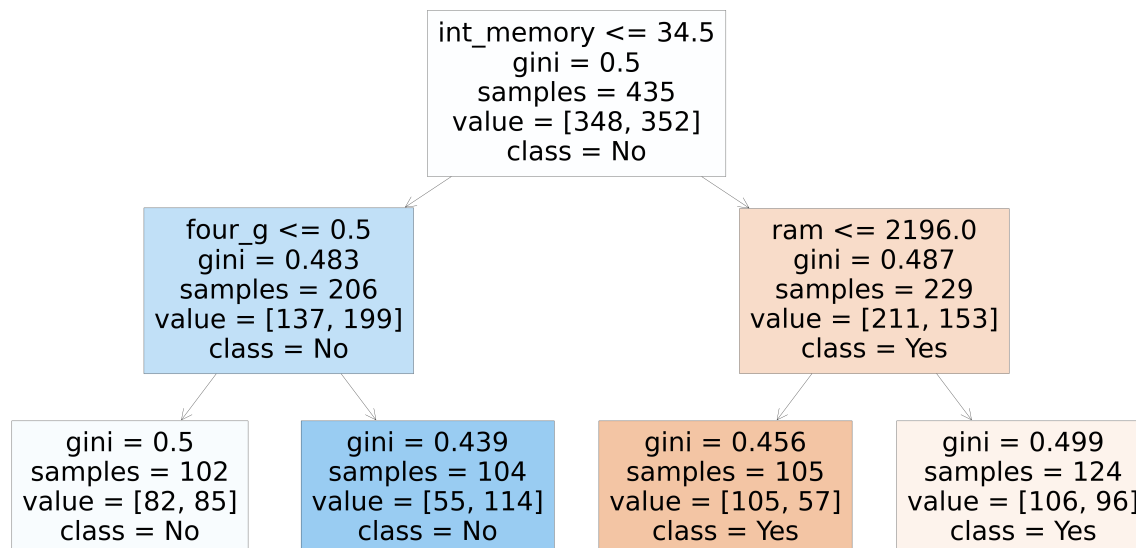 int_memory <= 34.5
gini = 0.5
samples = 435
value = [348, 352]
class = No
four_g <= 0.5
gini = 0.483
samples = 206
value = [137, 199]
class = No
ram <= 2196.0
gini = 0.487
samples = 229
value = [211, 153]
class = Yes
gini = 0.5
samples = 102
value = [82, 85]
class = No
gini = 0.439
samples = 104
value = [55, 114]
class = No
gini = 0.456
samples = 105
value = [105, 57]
class = Yes
gini = 0.499
samples = 124
value = [106, 96]
class = Yes